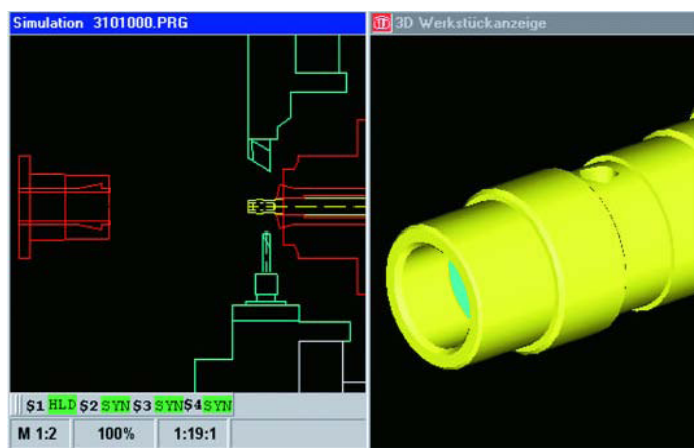 Simulation 3101000.PRG
3D Werkstückanzeige
$1 HLD $2 SYN $3 SYN $4 SYN
M 1:2 100% 1:19:1